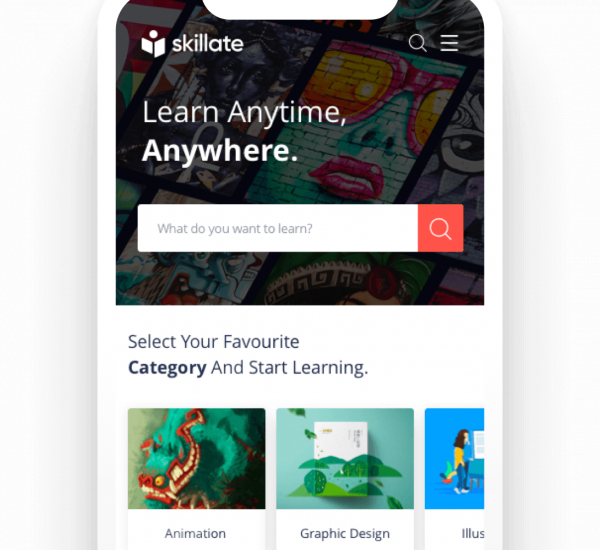 skillate
Learn Anytime,
Anywhere.
What do you want to learn?
Select Your Favourite
Category And Start Learning.
Animation
Graphic Design
Illus